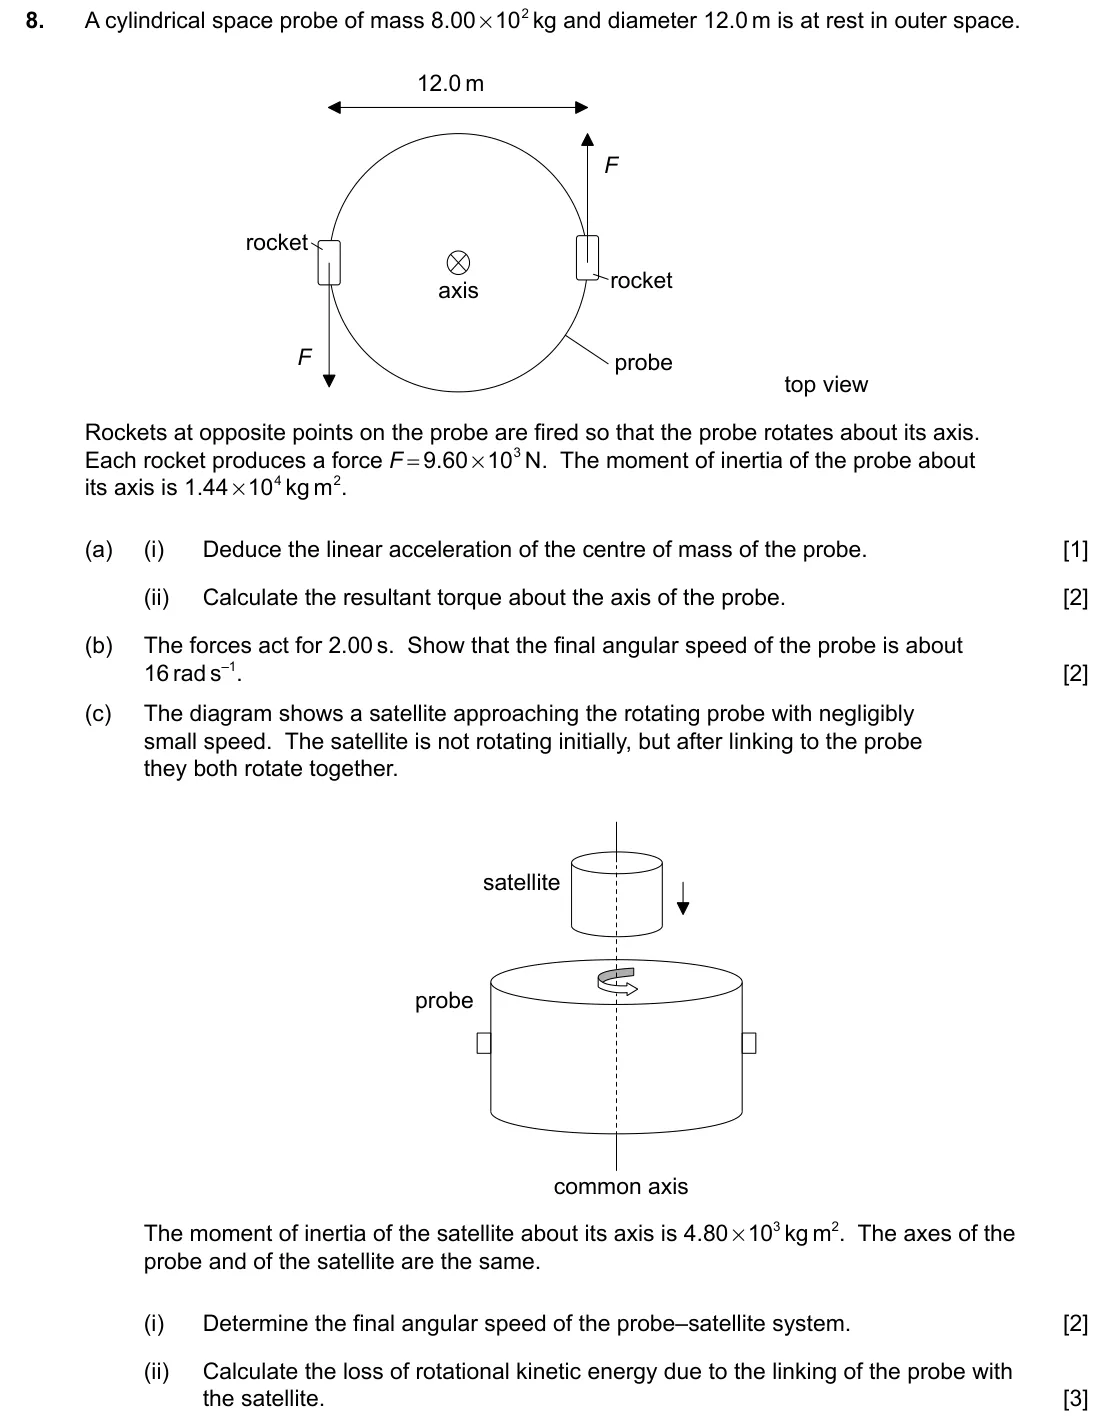 8. A cylindrical space probe of mass 8.00×10² kg and diameter 12.0 m is at rest in outer space.
12.0 m
F
rocket
rocket
axis
F
probe
top view
Rockets at opposite points on the probe are fired so that the probe rotates about its axis.
Each rocket produces a force F=9.60×10³ N. The moment of inertia of the probe about
its axis is 1.44×10⁴ kg m².
(a) (i) Deduce the linear acceleration of the centre of mass of the probe. [1]
(ii) Calculate the resultant torque about the axis of the probe. [2]
(b) The forces act for 2.00 s. Show that the final angular speed of the probe is about
16 rad s⁻¹. [2]
(c) The diagram shows a satellite approaching the rotating probe with negligibly
small speed. The satellite is not rotating initially, but after linking to the probe
they both rotate together.
satellite
probe
common axis
The moment of inertia of the satellite about its axis is 4.80×10³ kg m². The axes of the
probe and of the satellite are the same.
(i) Determine the final angular speed of the probe–satellite system. [2]
(ii) Calculate the loss of rotational kinetic energy due to the linking of the probe with
the satellite. [3]